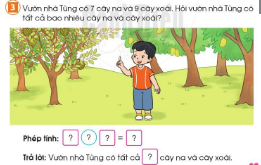 3 Vườn nhà Tùng có 7 cây na và 9 cây xoài. Hỏi vườn nhà Tùng có
tất cả bao nhiêu cây na và cây xoài?
Phép tính: ? ? ? = ?
Trả lời: Vườn nhà Tùng có tất cả ? cây na và cây xoài.